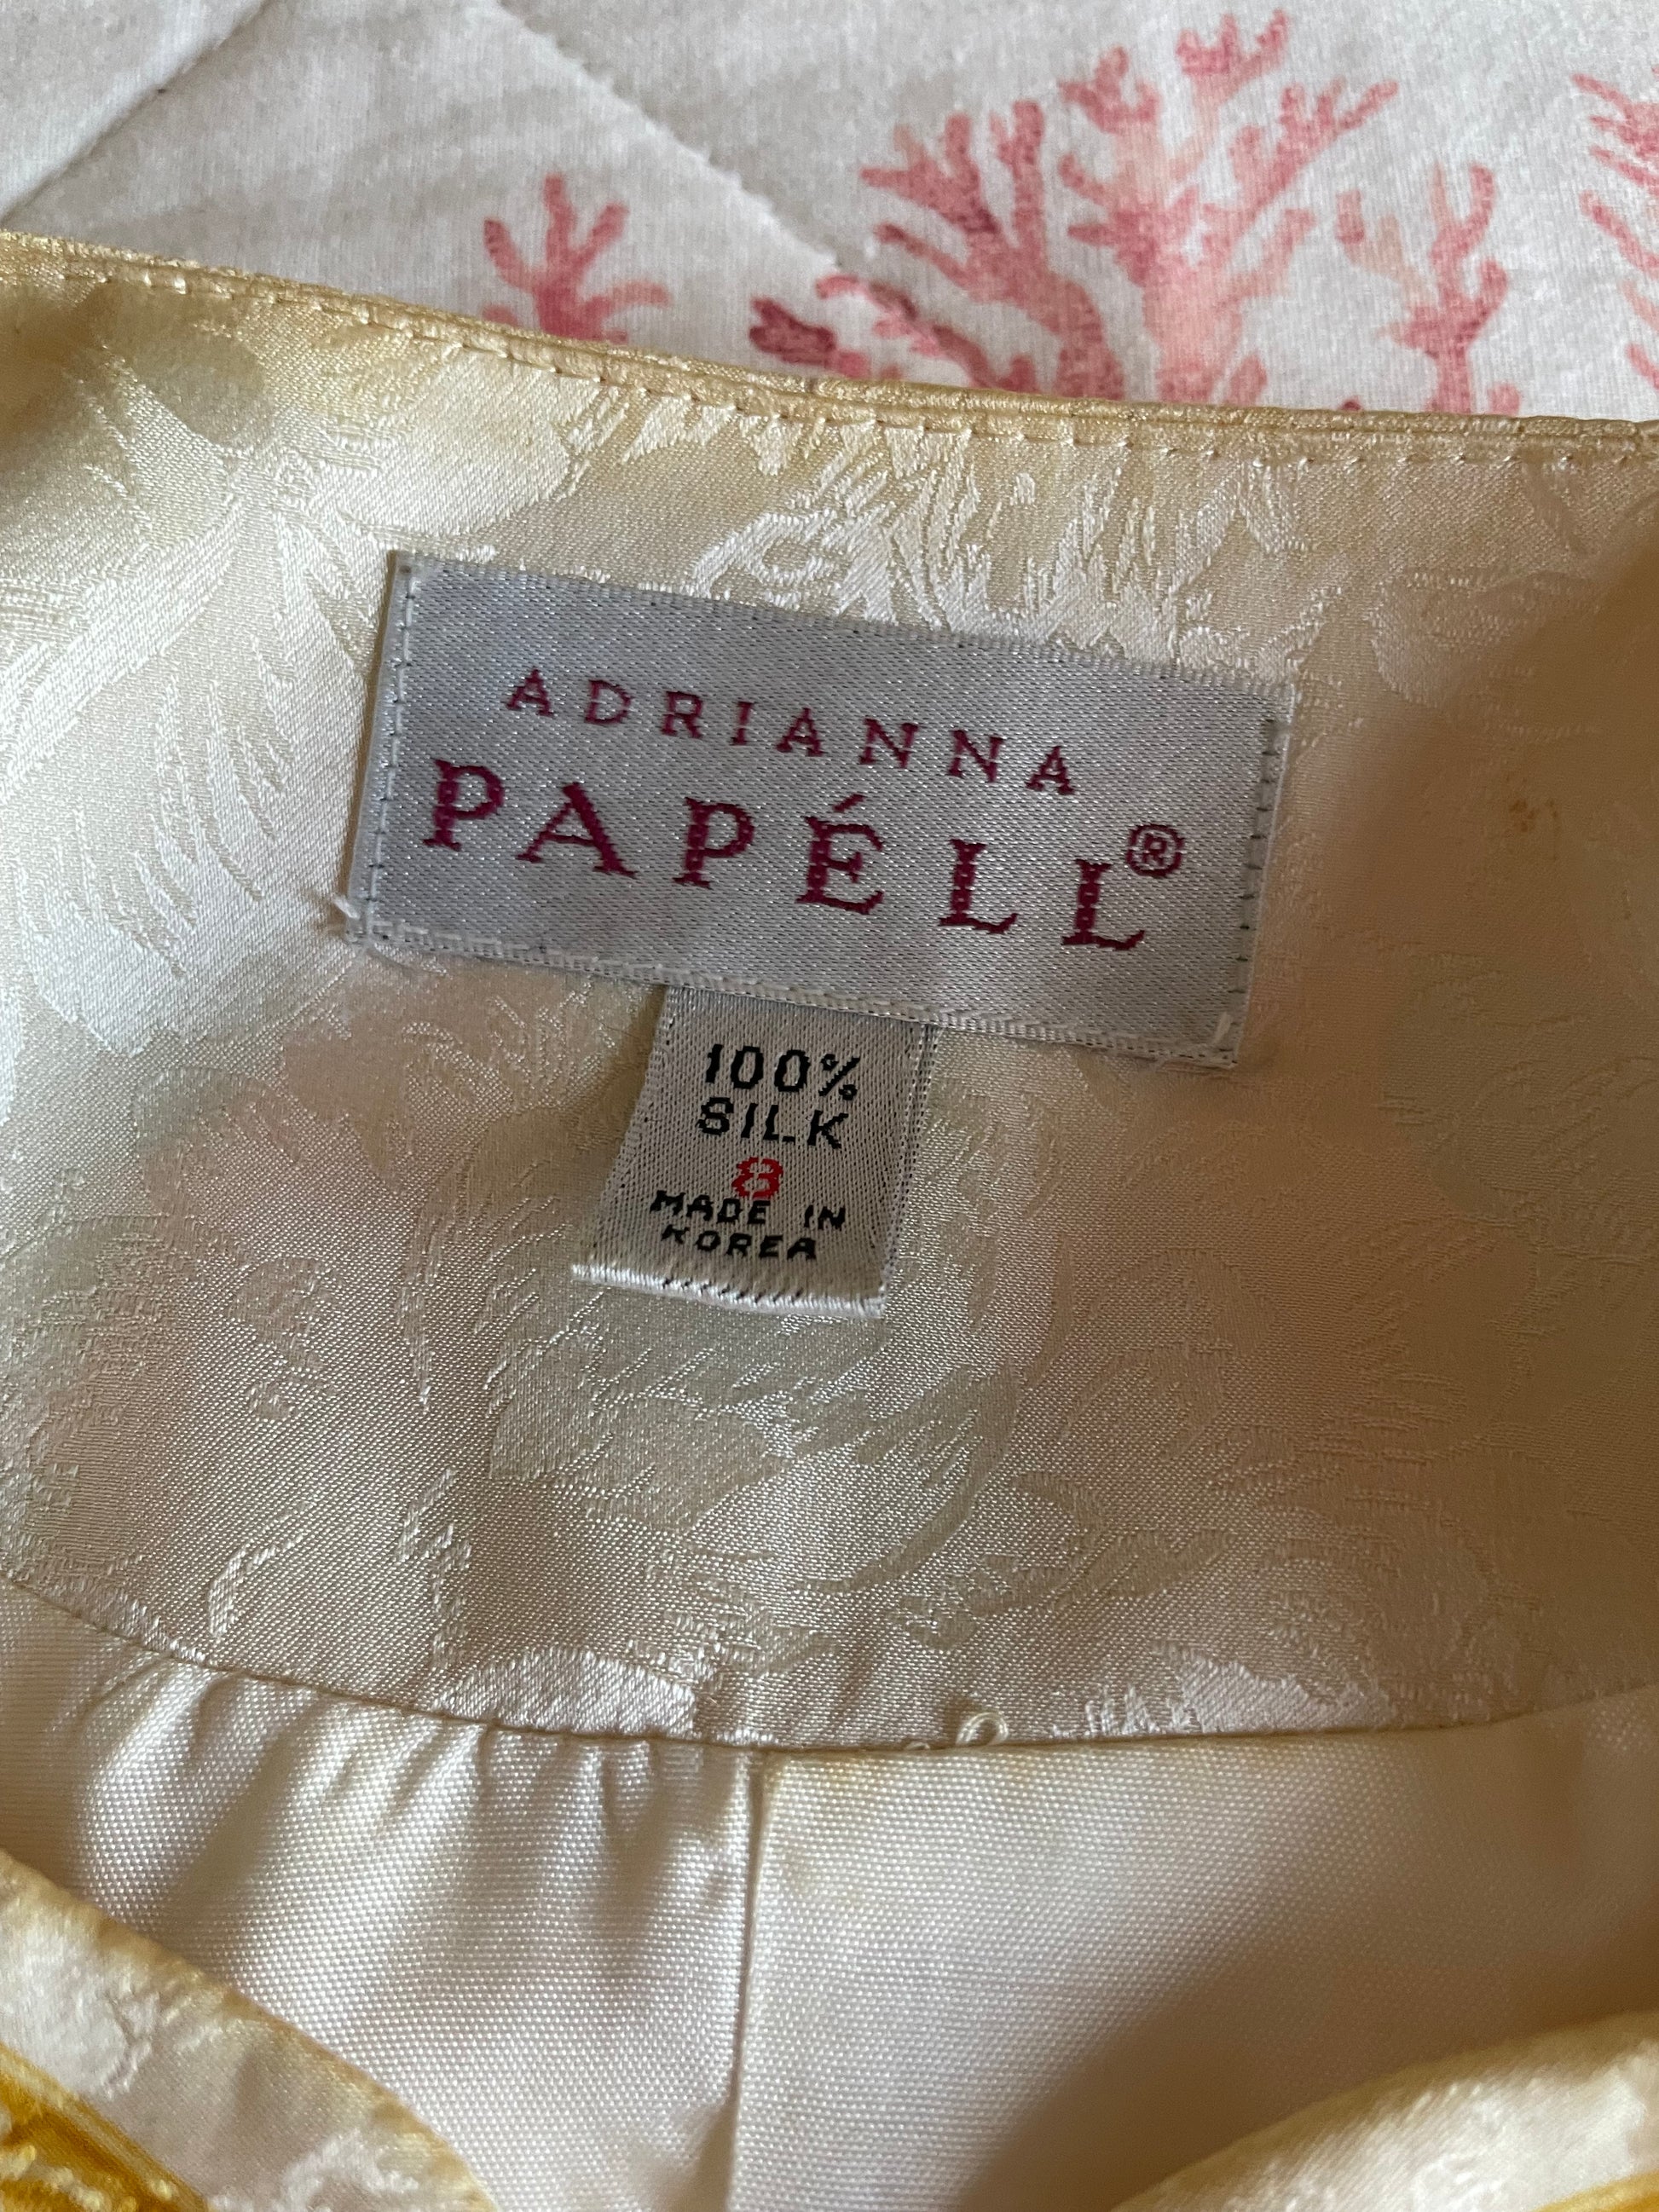 ADRIANNA
PAPÉLL®
100%
SILK
8
MADE IN
KOREA